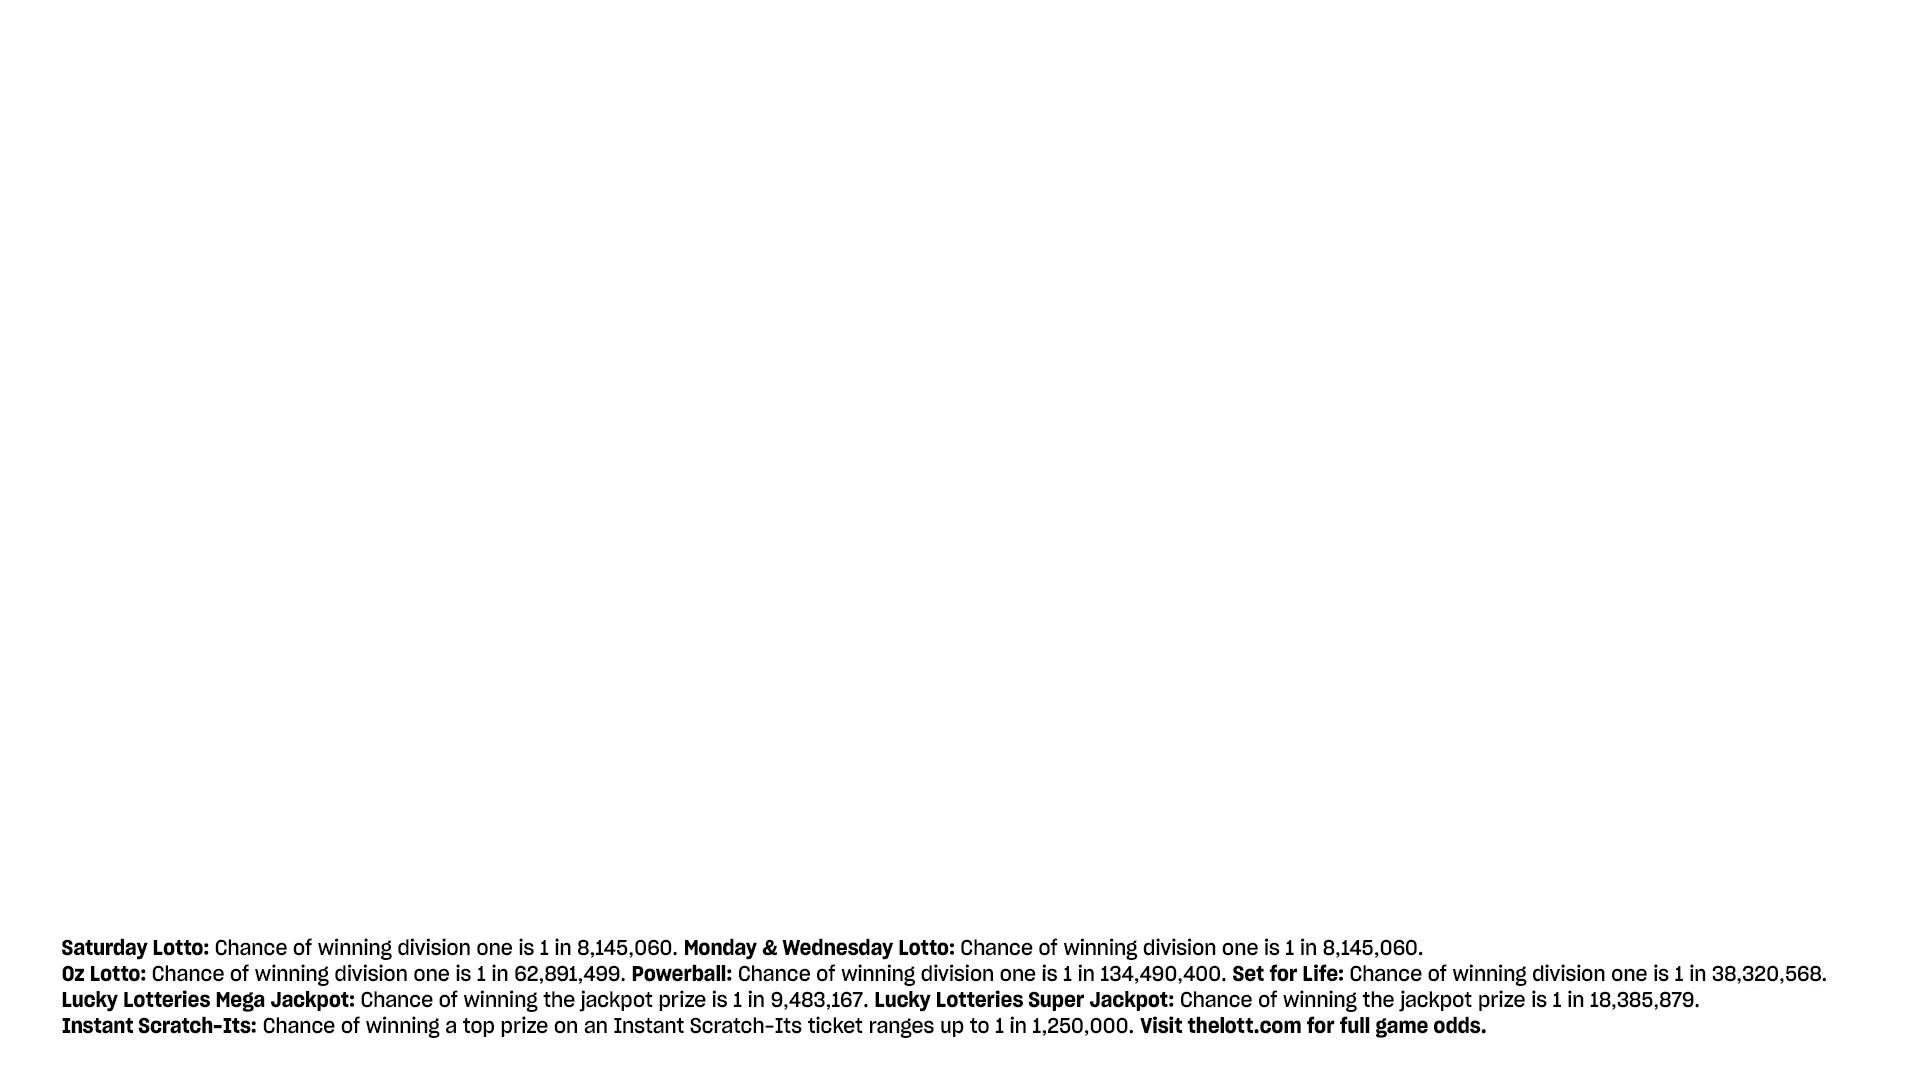 Saturday Lotto: Chance of winning division one is 1 in 8,145,060. Monday & Wednesday Lotto: Chance of winning division one is 1 in 8,145,060.
Oz Lotto: Chance of winning division one is 1 in 62,891,499. Powerball: Chance of winning division one is 1 in 134,490,400. Set for Life: Chance of winning division one is 1 in 38,320,568.
Lucky Lotteries Mega Jackpot: Chance of winning the jackpot prize is 1 in 9,483,167. Lucky Lotteries Super Jackpot: Chance of winning the jackpot prize is 1 in 18,385,879.
Instant Scratch-Its: Chance of winning a top prize on an Instant Scratch-Its ticket ranges up to 1 in 1,250,000. Visit thelott.com for full game odds.